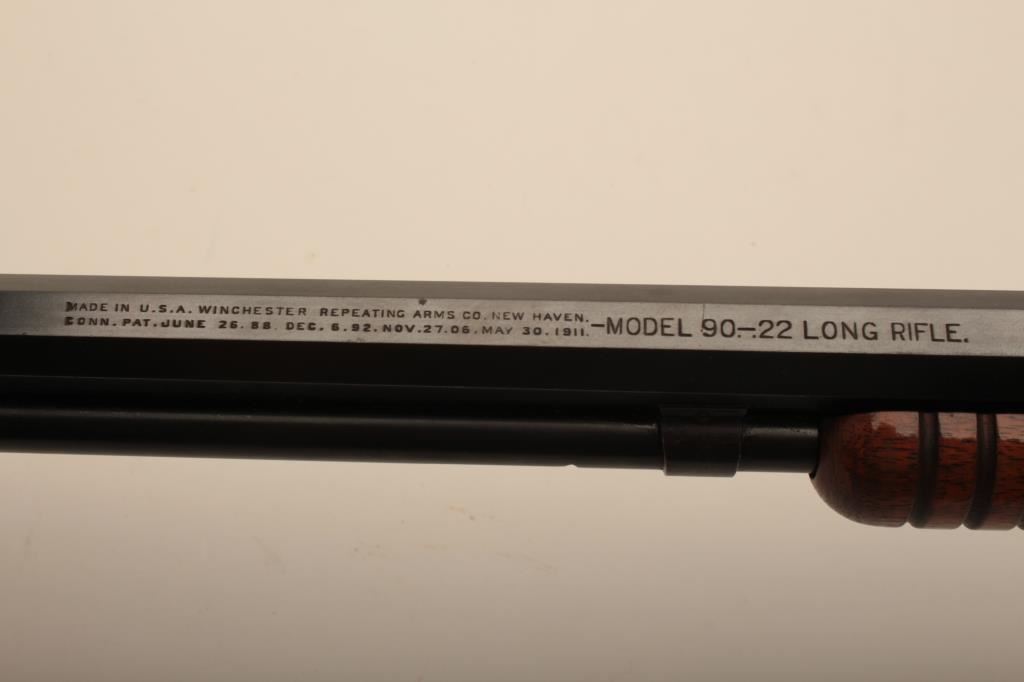 MADE IN U.S.A. WINCHESTER REPEATING ARMS CO. NEW HAVEN.
CONN. PAT. JUNE 26. 88. DEC. 6. 92. NOV. 27. 06. MAY 30. 1911.
-MODEL 90-.22 LONG RIFLE.